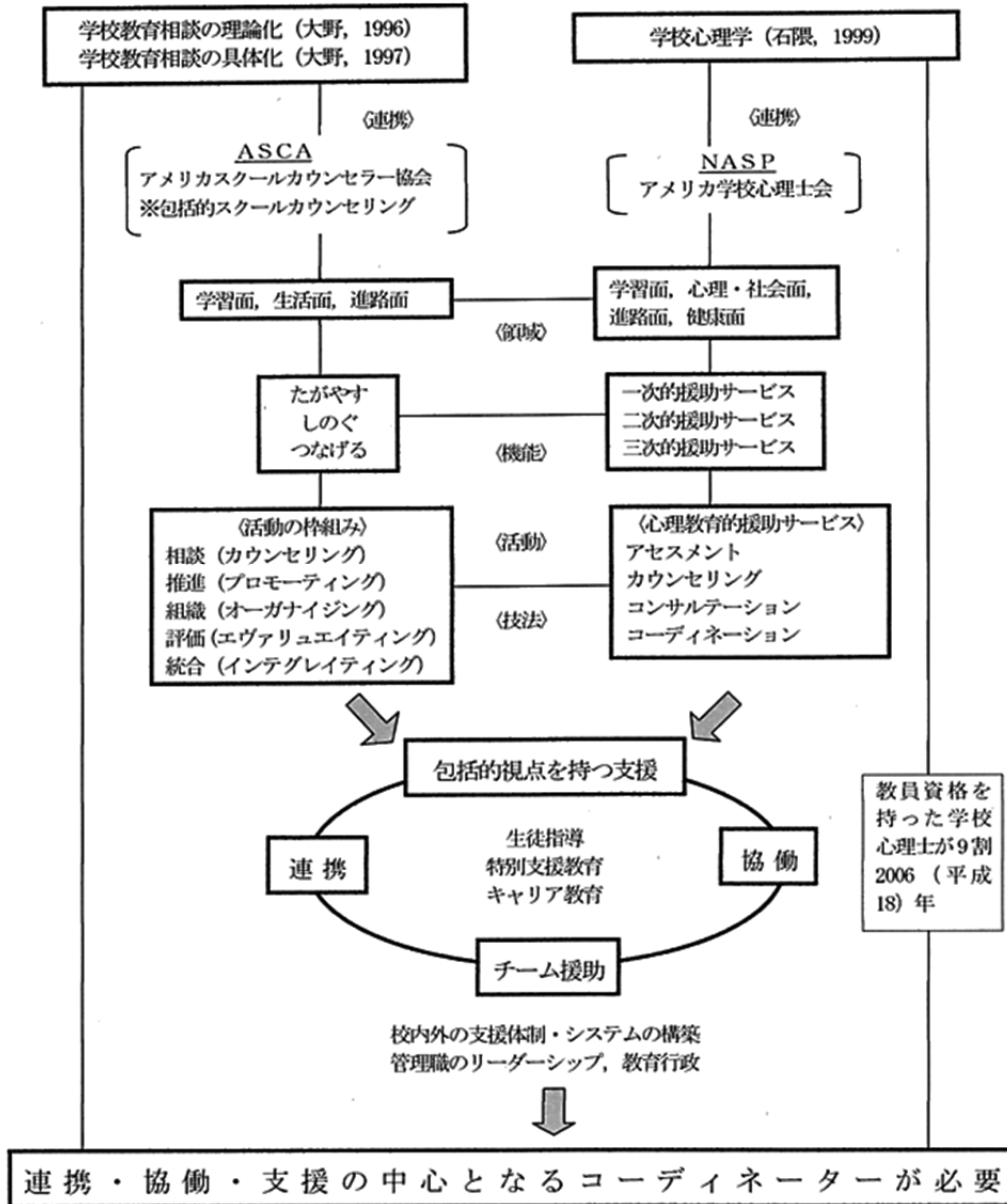 学校教育相談の理論化（大野，1996）
学校教育相談の具体化（大野，1997）
学校心理学（石隈，1999）
〈連携〉
〈連携〉
ASCA
アメリカスクールカウンセラー協会
※包括的スクールカウンセリング
NASP
アメリカ学校心理士会
学習面，生活面，進路面
学習面，心理・社会面，
進路面，健康面
〈領域〉
たがやす
しのぐ
つなげる
一次的援助サービス
二次的援助サービス
三次的援助サービス
〈機能〉
〈活動の枠組み〉
相談（カウンセリング）
推進（プロモーティング）
組織（オーガナイジング）
評価（エヴァリュエイティング）
統合（インテグレイティング）
〈活動〉
〈技法〉
〈心理教育的援助サービス〉
アセスメント
カウンセリング
コンサルテーション
コーディネーション
包括的視点を持つ支援
連携
生徒指導
特別支援教育
キャリア教育
協働
チーム援助
教員資格を
持った学校
心理士が9割
2006（平成
18）年
校内外の支援体制・システムの構築
管理職のリーダーシップ，教育行政
連携・協働・支援の中心となるコーディネーターが必要